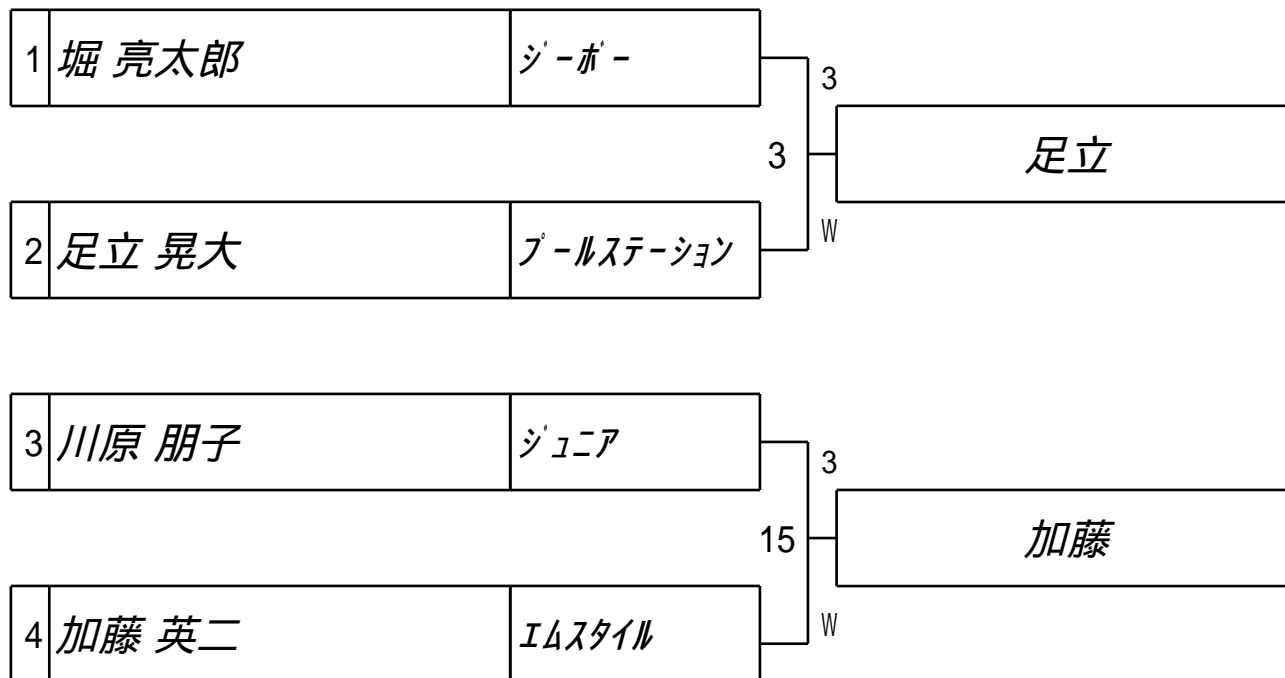 1 堀 亮太郎 ｼﾞｰﾎﾞｰ
3
3 足立
W
2 足立 晃大 ﾌﾟｰﾙｽﾃｰｼｮﾝ
3 川原 朋子 ｼﾞｭﾆｱ
3
15 加藤
W
4 加藤 英二 ｴﾑｽﾀｲﾙ